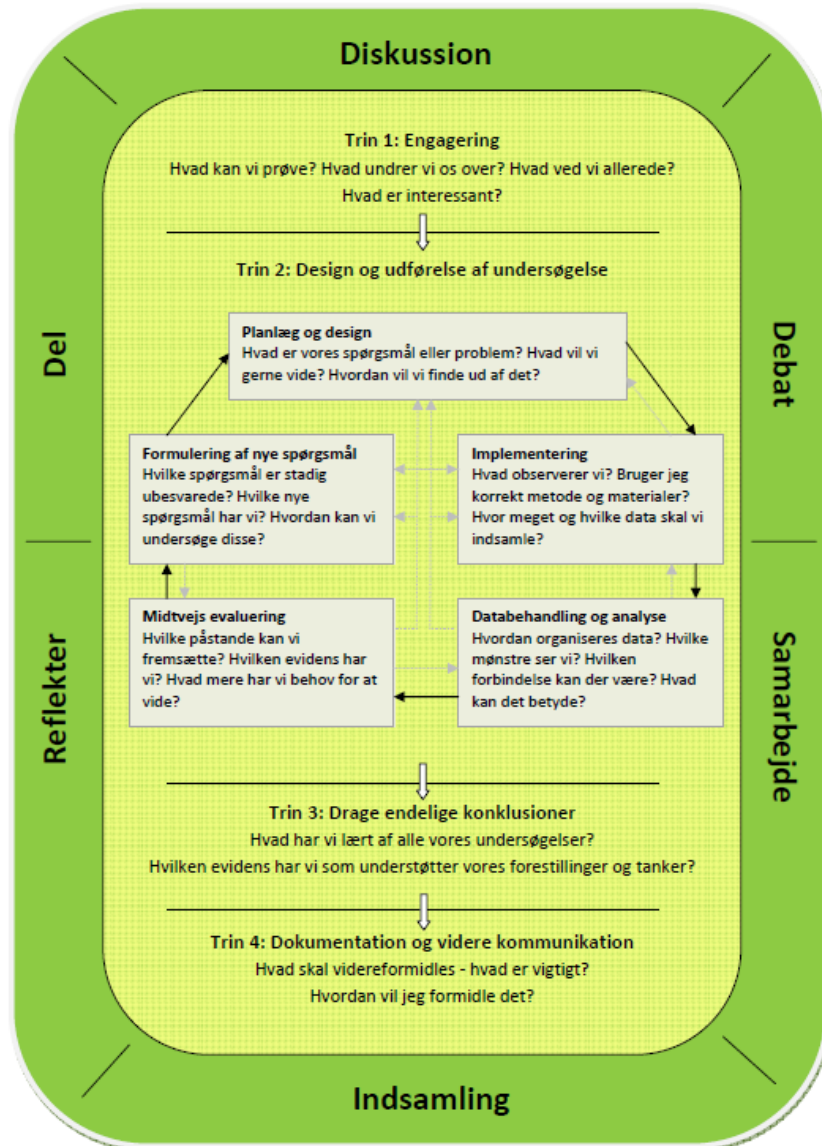 Diskussion
Trin 1: Engagering
Hvad kan vi prøve? Hvad undrer vi os over? Hvad ved vi allerede?
Hvad er interessant?
Trin 2: Design og udførelse af undersøgelse
Del
Debat
Planlæg og design
Hvad er vores spørgsmål eller problem? Hvad vil vi
gerne vide? Hvordan vil vi finde ud af det?
Formulering af nye spørgsmål
Hvilke spørgsmål er stadig
ubesvarede? Hvilke nye
spørgsmål har vi? Hvordan kan vi
undersøge disse?
Implementering
Hvad observerer vi? Bruger jeg
korrekt metode og materialer?
Hvor meget og hvilke data skal vi
indsamle?
Reflekter
Samarbejde
Midtvejs evaluering
Hvilke påstande kan vi
fremsætte? Hvilken evidens har
vi? Hvad mere har vi behov for at
vide?
Databehandling og analyse
Hvordan organiseres data? Hvilke
mønstre ser vi? Hvilken
forbindelse kan der være? Hvad
kan det betyde?
Trin 3: Drage endelige konklusioner
Hvad har vi lært af alle vores undersøgelser?
Hvilken evidens har vi som understøtter vores forestillinger og tanker?
Trin 4: Dokumentation og videre kommunikation
Hvad skal videreformidles - hvad er vigtigt?
Hvordan vil jeg formidle det?
Indsamling